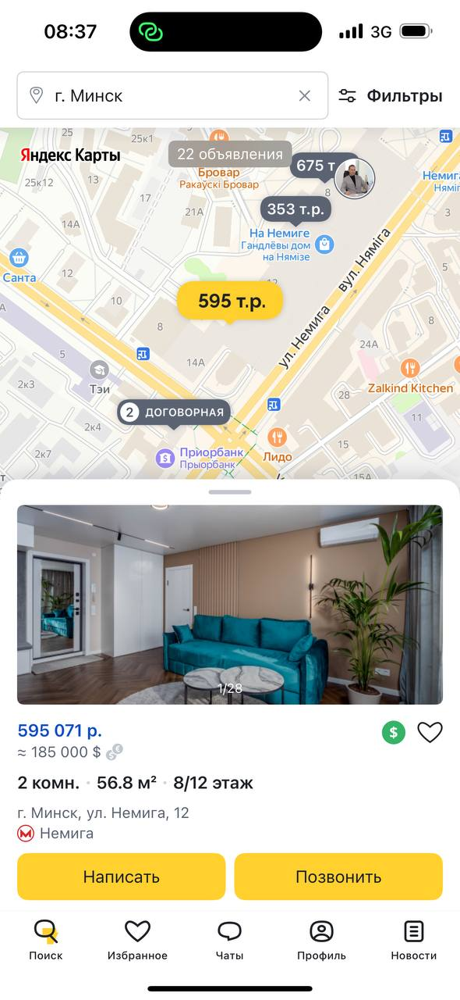 08:37
3G
г. Минск
Фильтры
25
25к1
Яндекс Карты
22 объявления
675 т
Бровар
Ракаўскі Бровар
8
25к12
13
17
353 т.р.
21А
3
14А
На Немиге
Гандлёвы дом
на Нямізе
вул. Няміга
Санта
12
5
10
595 т.р.
8
ул. Немига
8
5
14А
24А
Тэи
Zalkind Kitchen
2к3
28
2 ДОГОВОРНАЯ
11
2к4
Приорбанк
Прыорбанк
Лидо
15
2к7
15А
1/28
595 071 р.
$
≈ 185 000 $
2 комн. · 56.8 м² · 8/12 этаж
г. Минск, ул. Немига, 12
Немига
Написать
Позвонить
Поиск
Избранное
Чаты
Профиль
Новости